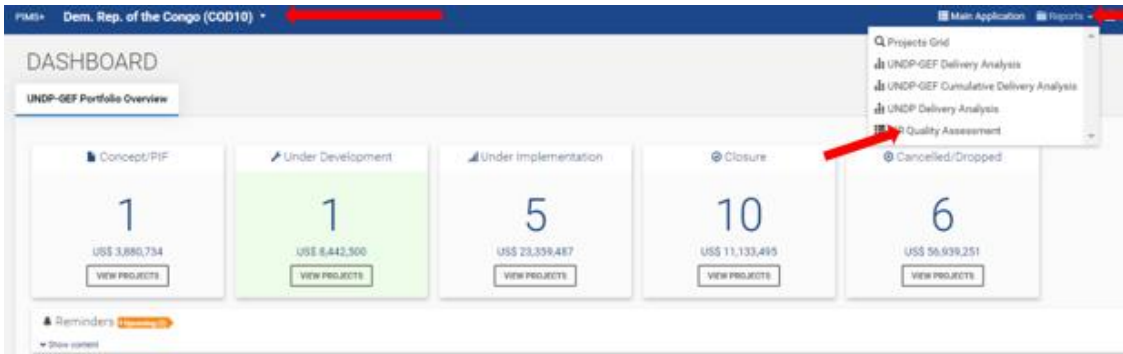 PIMS+ Dem. Rep. of the Congo (COD10)
Main Application Reports
Projects Grid
UNDP-GEF Delivery Analysis
UNDP-GEF Cumulative Delivery Analysis
UNDP Delivery Analysis
Quality Assessment
DASHBOARD
UNDP-GEF Portfolio Overview
Concept/PIF
1
US$ 3,880,734
VIEW PROJECTS
Under Development
1
US$ 8,442,500
VIEW PROJECTS
Under Implementation
5
US$ 23,359,487
VIEW PROJECTS
Closure
10
US$ 11,133,495
VIEW PROJECTS
Cancelled/Dropped
6
US$ 56,939,251
VIEW PROJECTS
Reminders
Show content